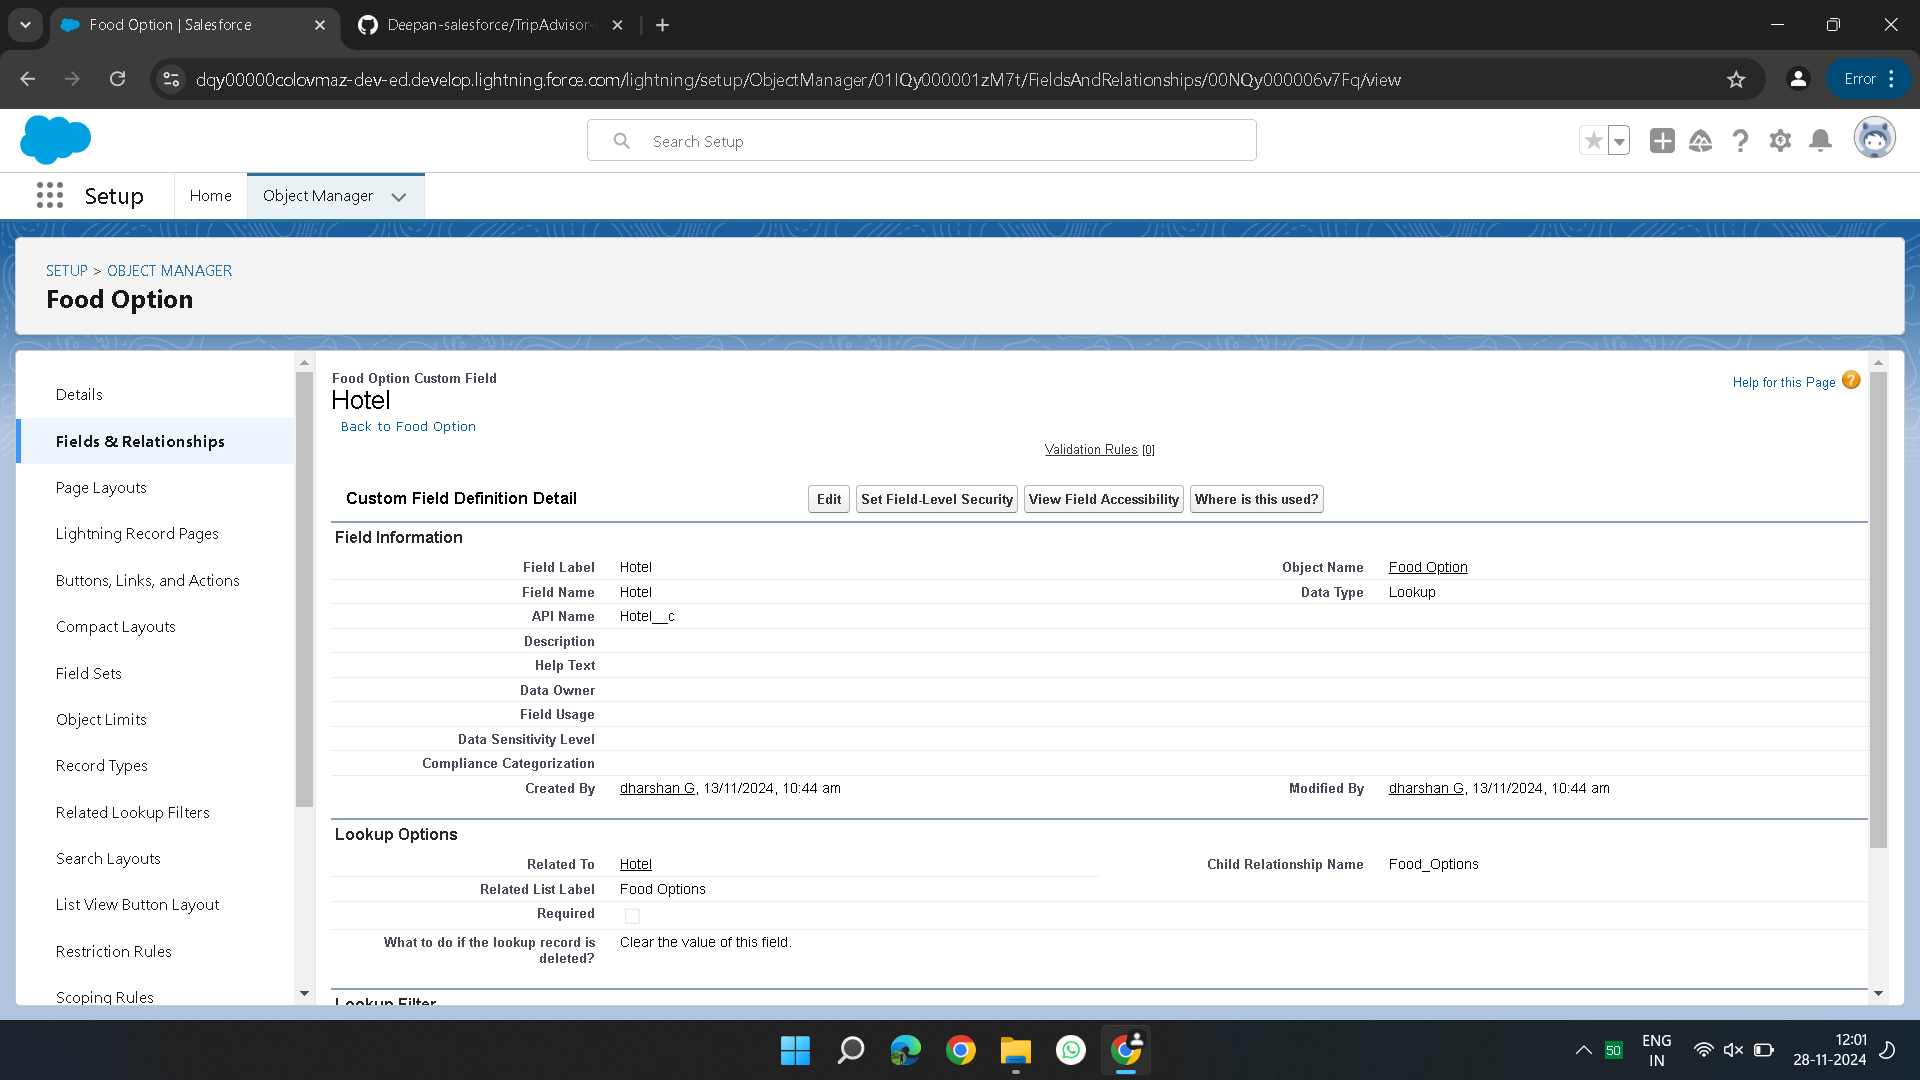 Food Option | Salesforce
Deepan-salesforce/TripAdvisor-
dqy00000colovmaz-dev-ed.develop.lightning.force.com/lightning/setup/ObjectManager/01IQy000001zM7t/FieldsAndRelationships/00NQy000006v7Fq/view
Error
Search Setup
Setup
Home
Object Manager
SETUP > OBJECT MANAGER
Food Option
Details
Fields & Relationships
Page Layouts
Lightning Record Pages
Buttons, Links, and Actions
Compact Layouts
Field Sets
Object Limits
Record Types
Related Lookup Filters
Search Layouts
List View Button Layout
Restriction Rules
Scoping Rules
Food Option Custom Field
Hotel
Back to Food Option
Help for this Page
Validation Rules [0]
Custom Field Definition Detail
Edit
Set Field-Level Security
View Field Accessibility
Where is this used?
Field Information
Field Label Hotel Object Name Food Option
Field Name Hotel Data Type Lookup
API Name Hotel__c
Description
Help Text
Data Owner
Field Usage
Data Sensitivity Level
Compliance Categorization
Created By dharshan G, 13/11/2024, 10:44 am Modified By dharshan G, 13/11/2024, 10:44 am
Lookup Options
Related To Hotel Child Relationship Name Food_Options
Related List Label Food Options
Required
What to do if the lookup record is Clear the value of this field.
deleted?
Lookup Filter
50
ENG
IN
12:01
28-11-2024